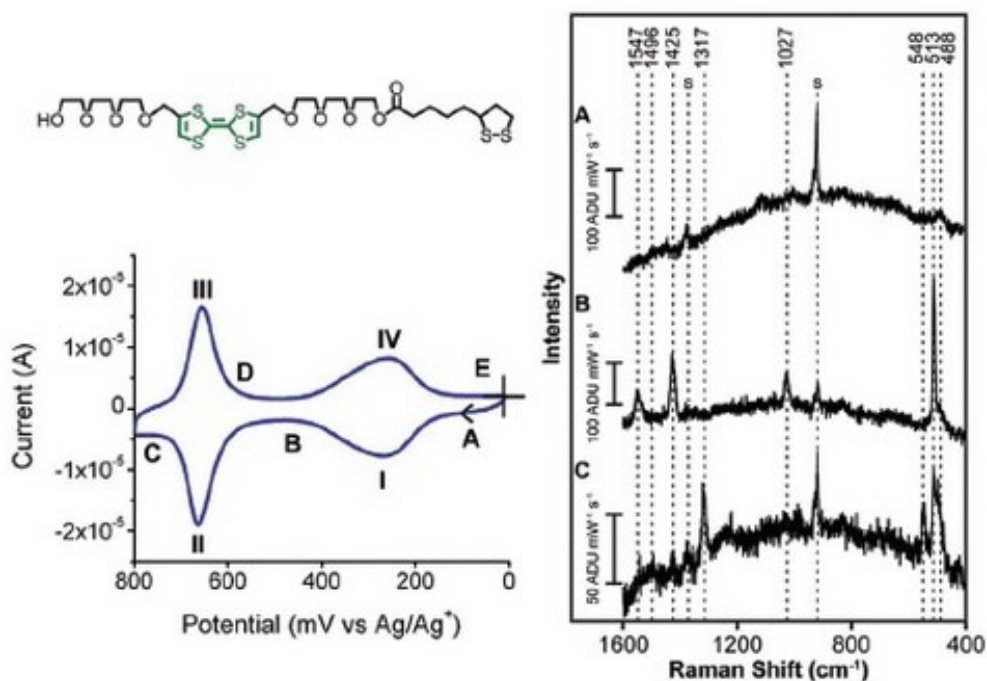 HO O O O O S S S S O O O O O O S-S
2x10⁻⁵
1x10⁻⁵
0
-1x10⁻⁵
-2x10⁻⁵
Current (A)
III
IV
D
E
C
B
A
I
II
800 600 400 200 0
Potential (mV vs Ag/Ag⁺)
1547 1496 1425 1317 1027 548 513 488
s s
A
100 ADU mW⁻¹ s⁻¹
B
100 ADU mW⁻¹ s⁻¹
C
50 ADU mW⁻¹ s⁻¹
Intensity
1600 1200 800 400
Raman Shift (cm⁻¹)